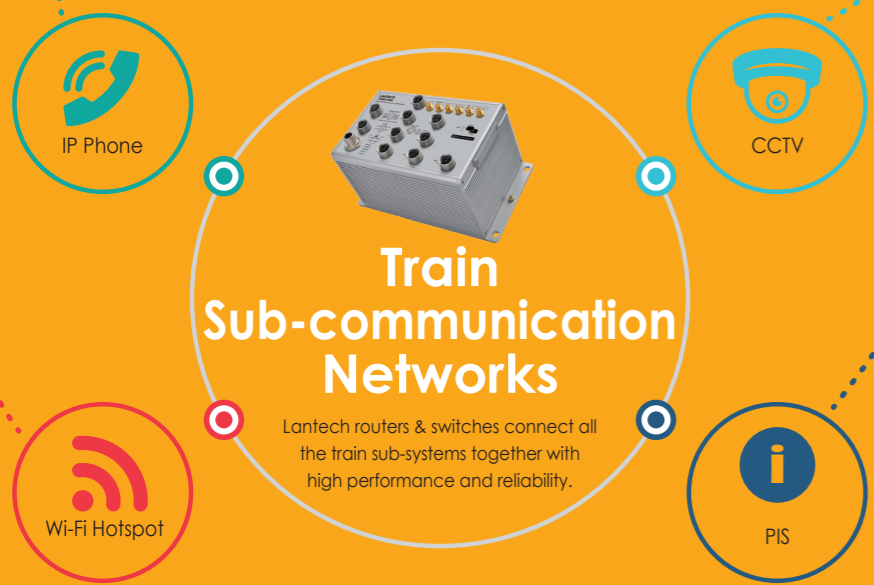 IP Phone
CCTV
Lantech
Train
Sub-communication
Networks
Lantech routers & switches connect all
the train sub-systems together with
high performance and reliability.
Wi-Fi Hotspot
i
PIS